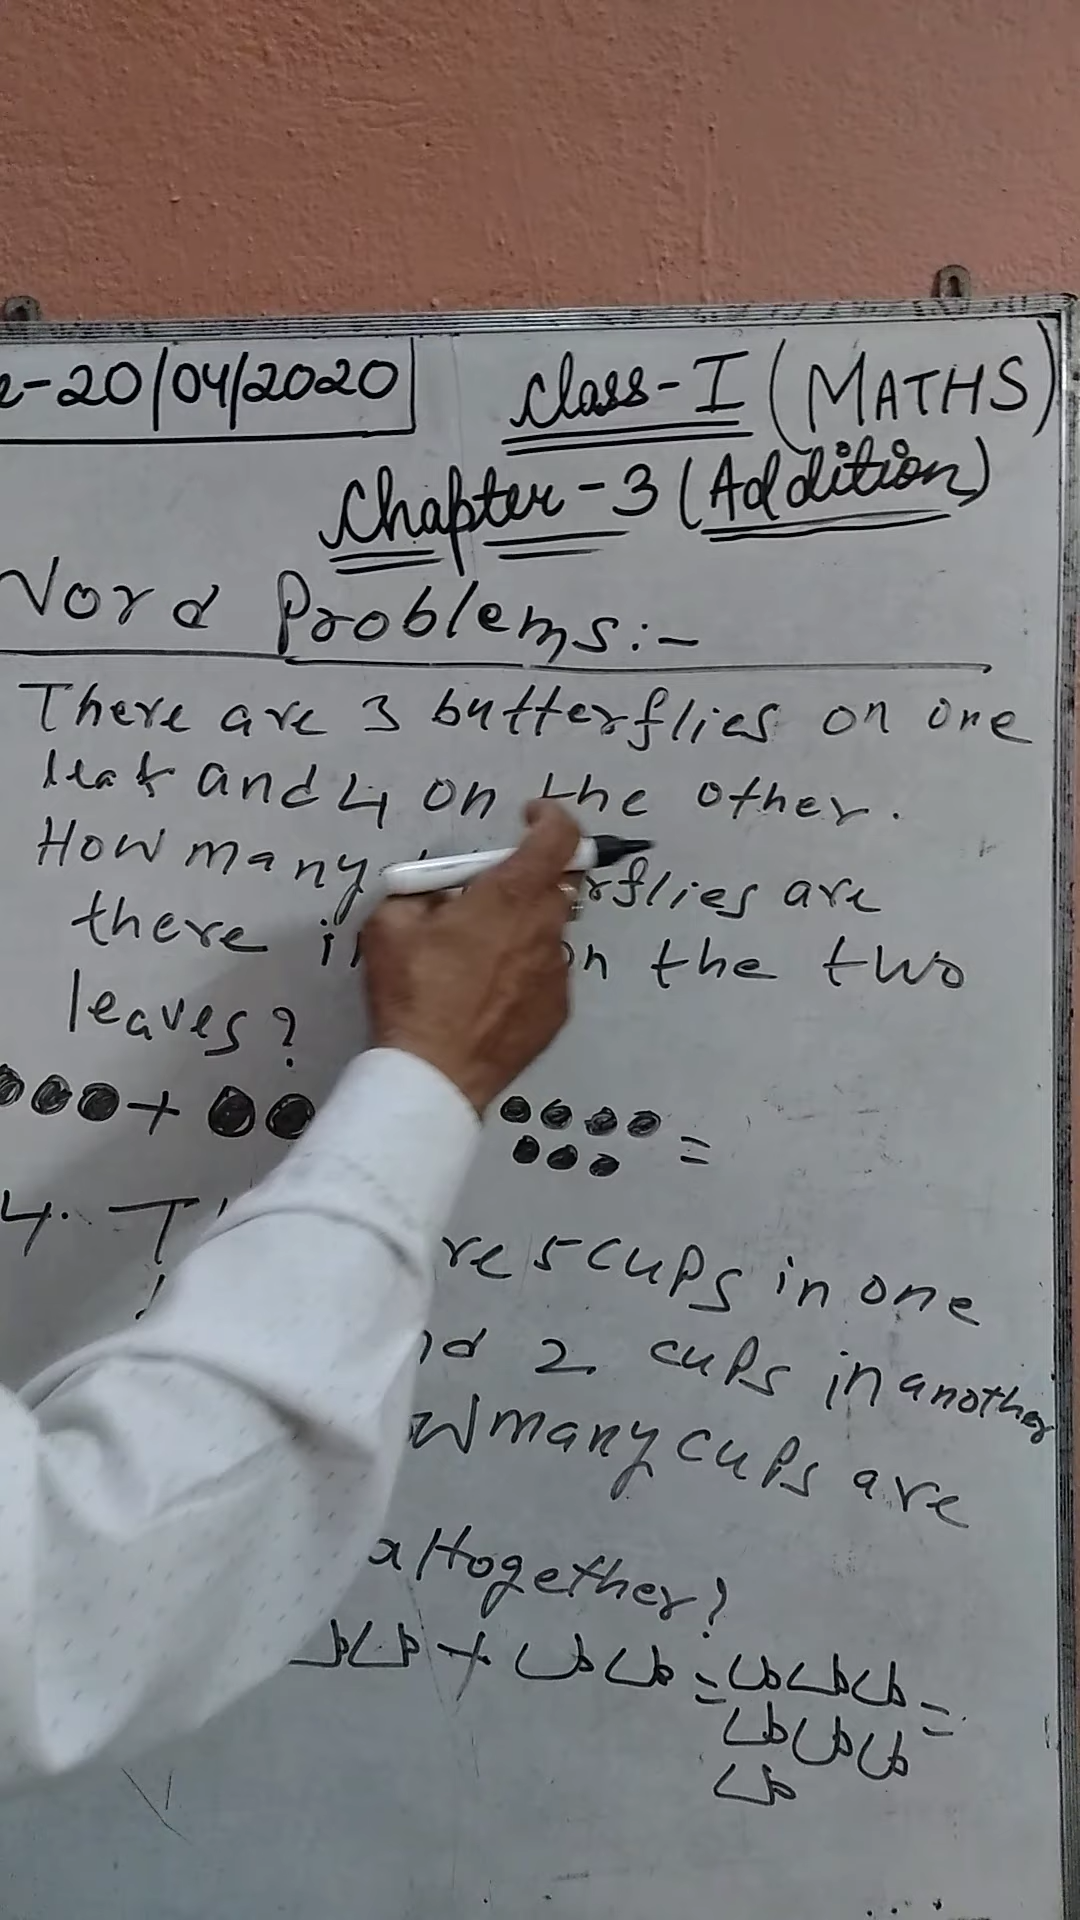 20/04/2020
Class-I (MATHS)
Chapter-3 (Addition)
Word Problems:-
There are 3 butterflies on one
leaf and 4 on the other.
How many are
there on the two
leaves?
+ =
4. 5 cups in one
2 cups in another
many cups are
altogether?
+ = =